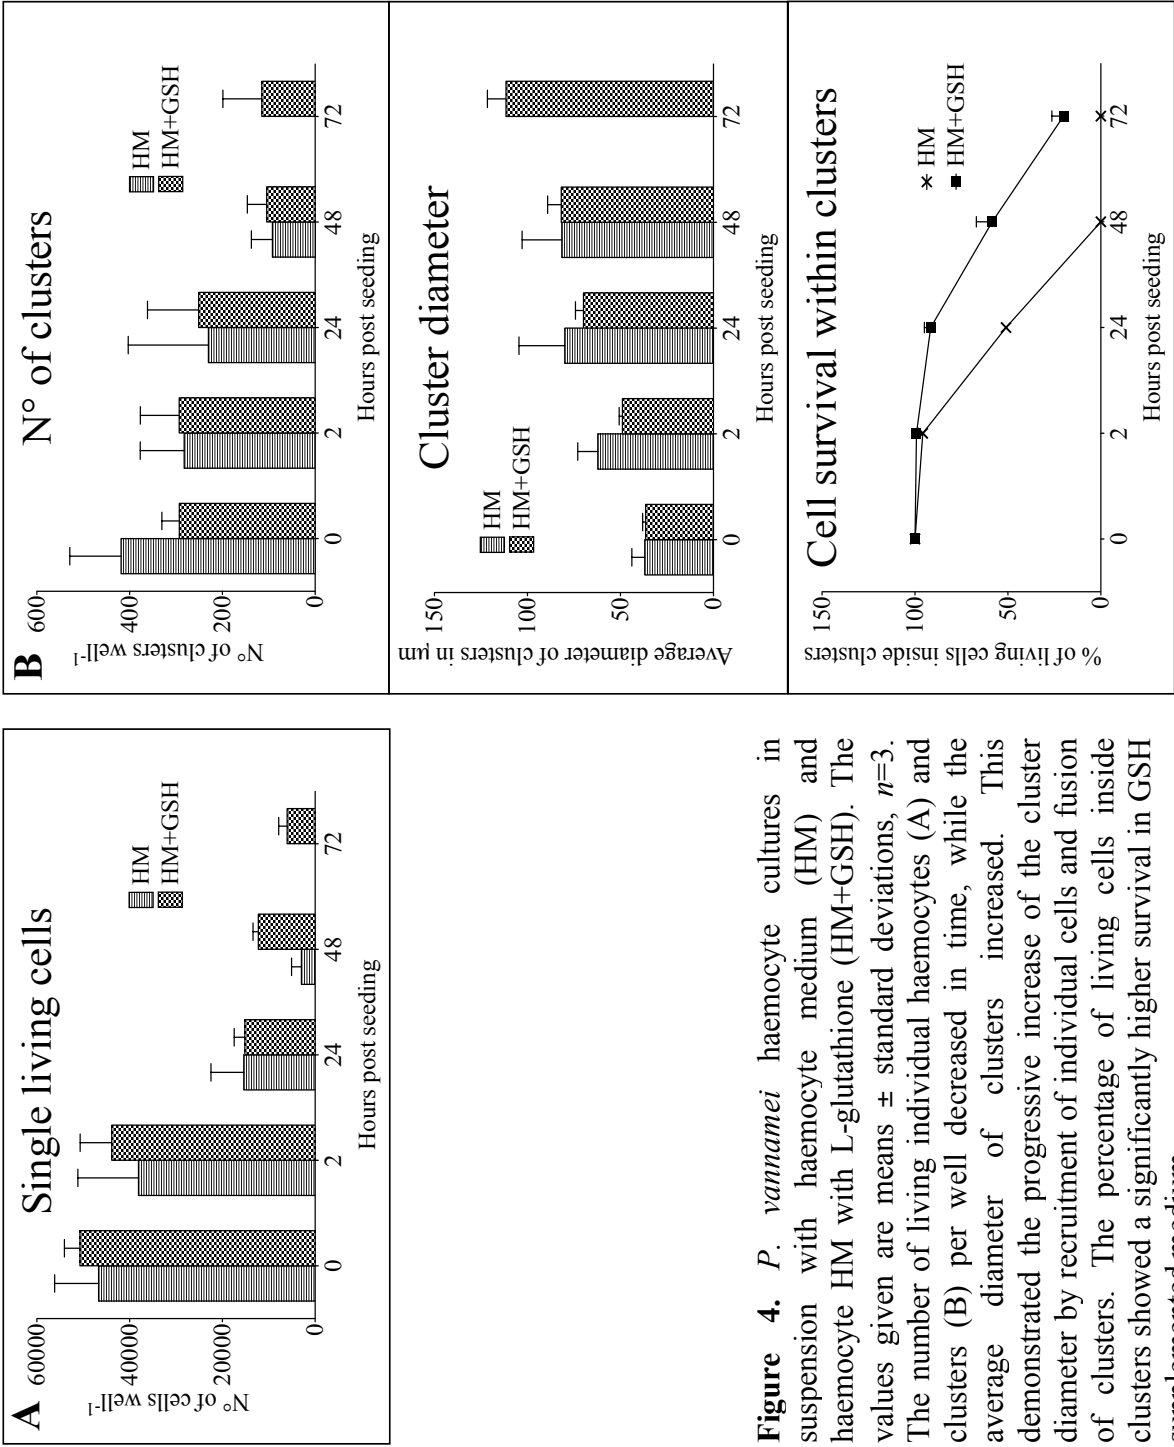 A
Single living cells
N° of cells well-1
600000
400000
200000
0
HM
HM+GSH
0 2 24 48 72
Hours post seeding
B
N° of clusters
N° of clusters well-1
600
400
200
0
HM
HM+GSH
0 2 24 48 72
Hours post seeding
Cluster diameter
Average diameter of clusters in µm
150
100
50
0
HM
HM+GSH
0 2 24 48 72
Hours post seeding
Cell survival within clusters
% of living cells inside clusters
150
100
50
0
HM
HM+GSH
0 2 24 48 72
Hours post seeding
Figure 4. P. vannamei haemocyte cultures in
suspension with haemocyte medium (HM) and
haemocyte HM with L-glutathione (HM+GSH). The
values given are means ± standard deviations, n=3.
The number of living individual haemocytes (A) and
clusters (B) per well decreased in time, while the
average diameter of clusters increased. This
demonstrated the progressive increase of the cluster
diameter by recruitment of individual cells and fusion
of clusters. The percentage of living cells inside
clusters showed a significantly higher survival in GSH
supplemented medium